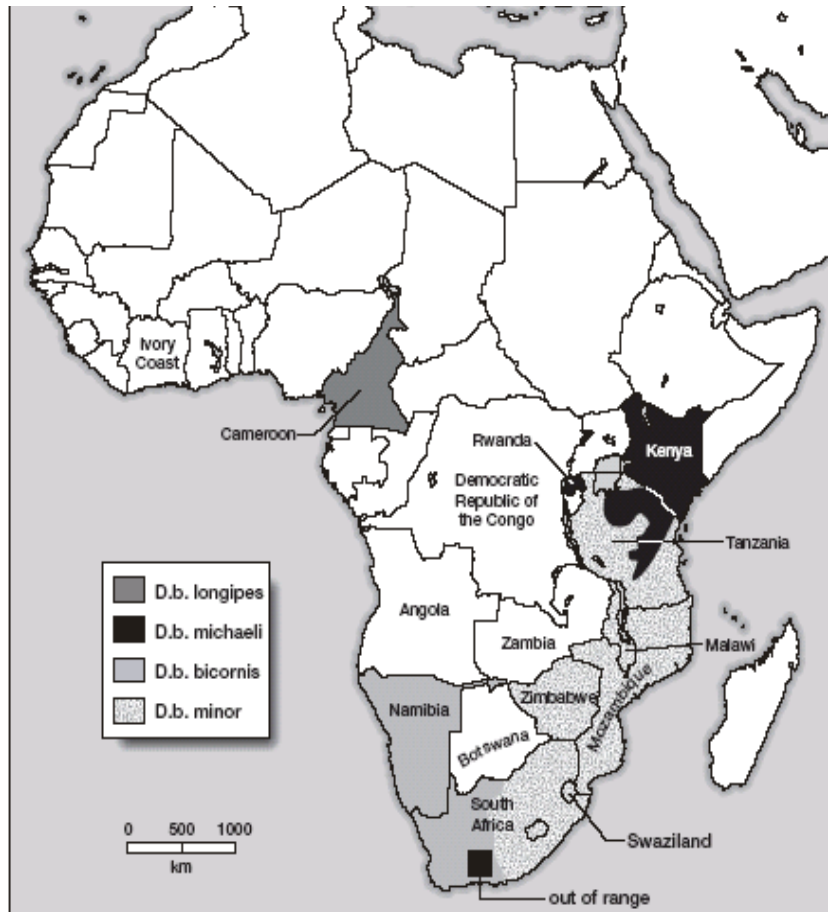 Ivory
Coast
Cameroon
Rwanda
Kenya
Democratic
Republic of
the Congo
Tanzania
Angola
Zambia
Malawi
Mozambique
Zimbabwe
Namibia
Botswana
South
Africa
Swaziland
out of range
D.b. longipes
D.b. michaeli
D.b. bicornis
D.b. minor
0 500 1000
km